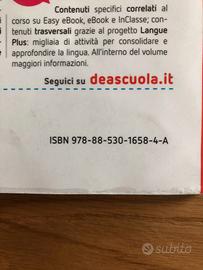 Contenuti specifici correlati al
corso su Easy eBook, eBook e InClasse; con-
tenuti trasversali grazie al progetto Langue
Plus: migliaia di attività per consolidare e
approfondire la lingua. All'interno del volume
maggiori informazioni.
Seguici su deascuola.it
ISBN 978-88-530-1658-4-A
subito